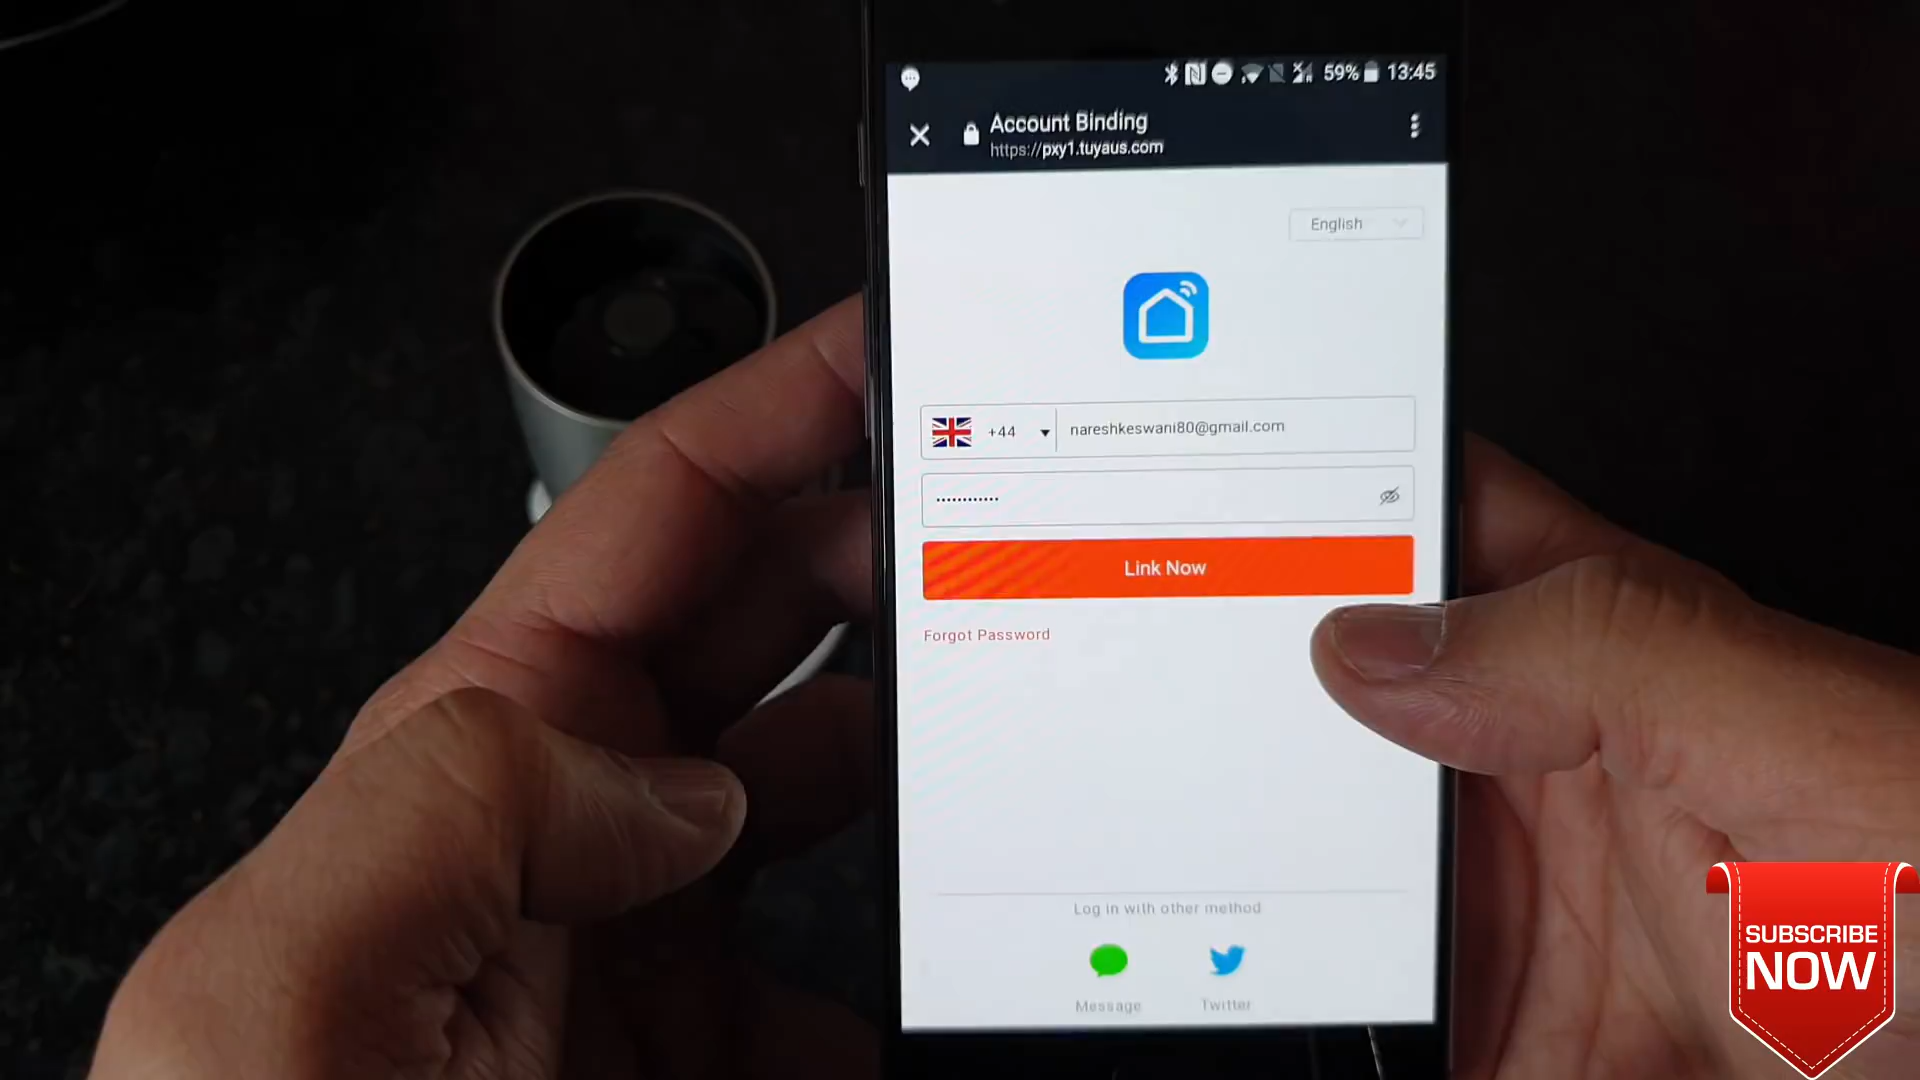 59% 13:45
Account Binding
https://pxy1.tuyaus.com
English
+44 nareshkeswani80@gmail.com
••••••••••••
Link Now
Forgot Password
Log in with other method
Message Twitter
SUBSCRIBE
NOW